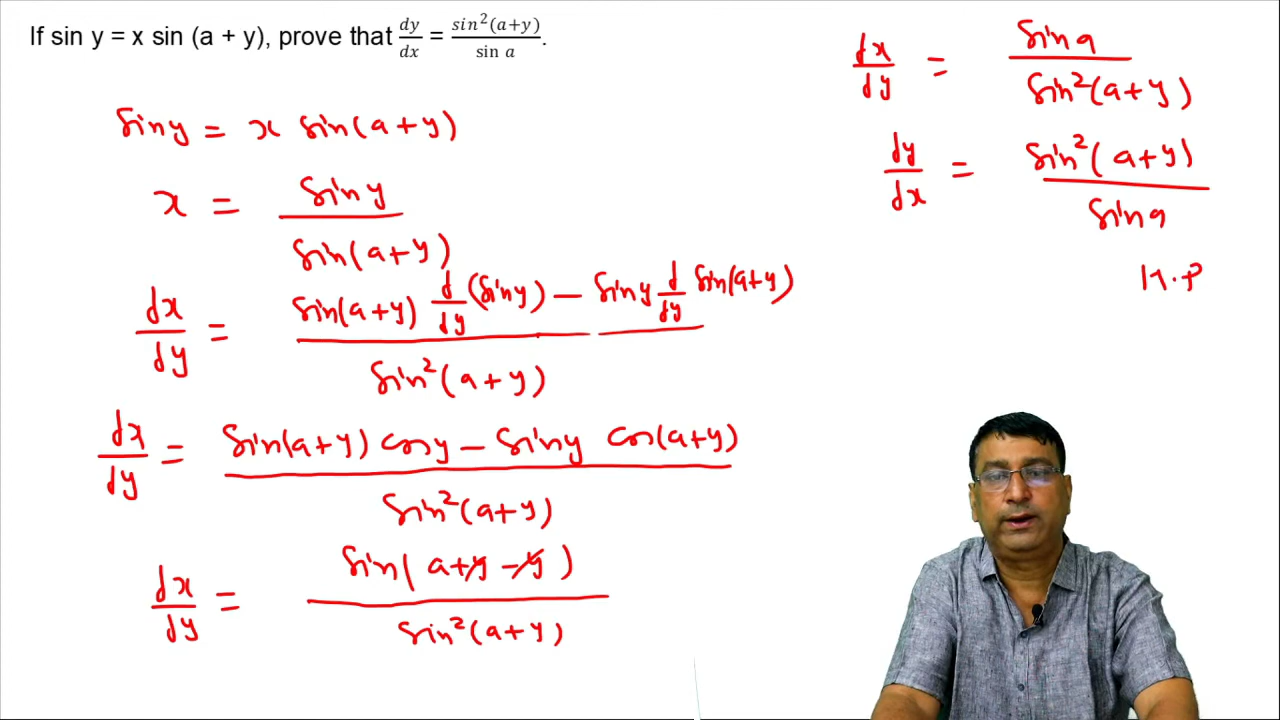 If sin y = x sin (a + y), prove that dy/dx = sin²(a+y)/sin a.
sin y = x sin(a+y)
x = sin y / sin(a+y)
dx/dy = (sin(a+y) d/dy (sin y) − sin y d/dy sin(a+y)) / sin²(a+y)
dx/dy = (sin(a+y) cos y − sin y cos(a+y)) / sin²(a+y)
dx/dy = sin(a+y−y) / sin²(a+y)
dx/dy = sin a / sin²(a+y)
dy/dx = sin²(a+y) / sin a
H.P